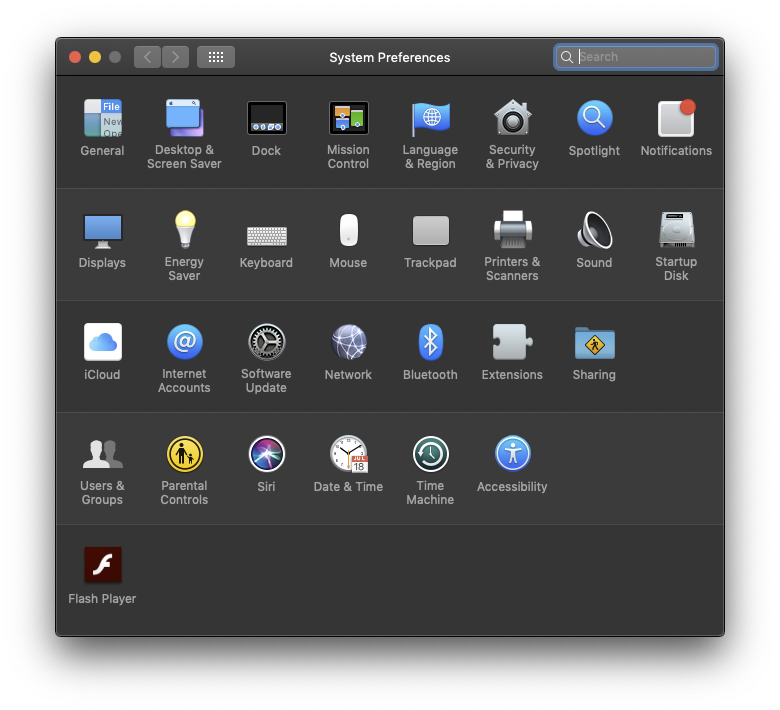 System Preferences
Search
File
New
Ope
General
Desktop &
Screen Saver
Dock
Mission
Control
Language
& Region
Security
& Privacy
Spotlight
Notifications
Displays
Energy
Saver
Keyboard
Mouse
Trackpad
Printers &
Scanners
Sound
Startup
Disk
iCloud
@
Internet
Accounts
Software
Update
Network
Bluetooth
Extensions
Sharing
Users &
Groups
Parental
Controls
Siri
JUL
18
Date & Time
Time
Machine
Accessibility
Flash Player